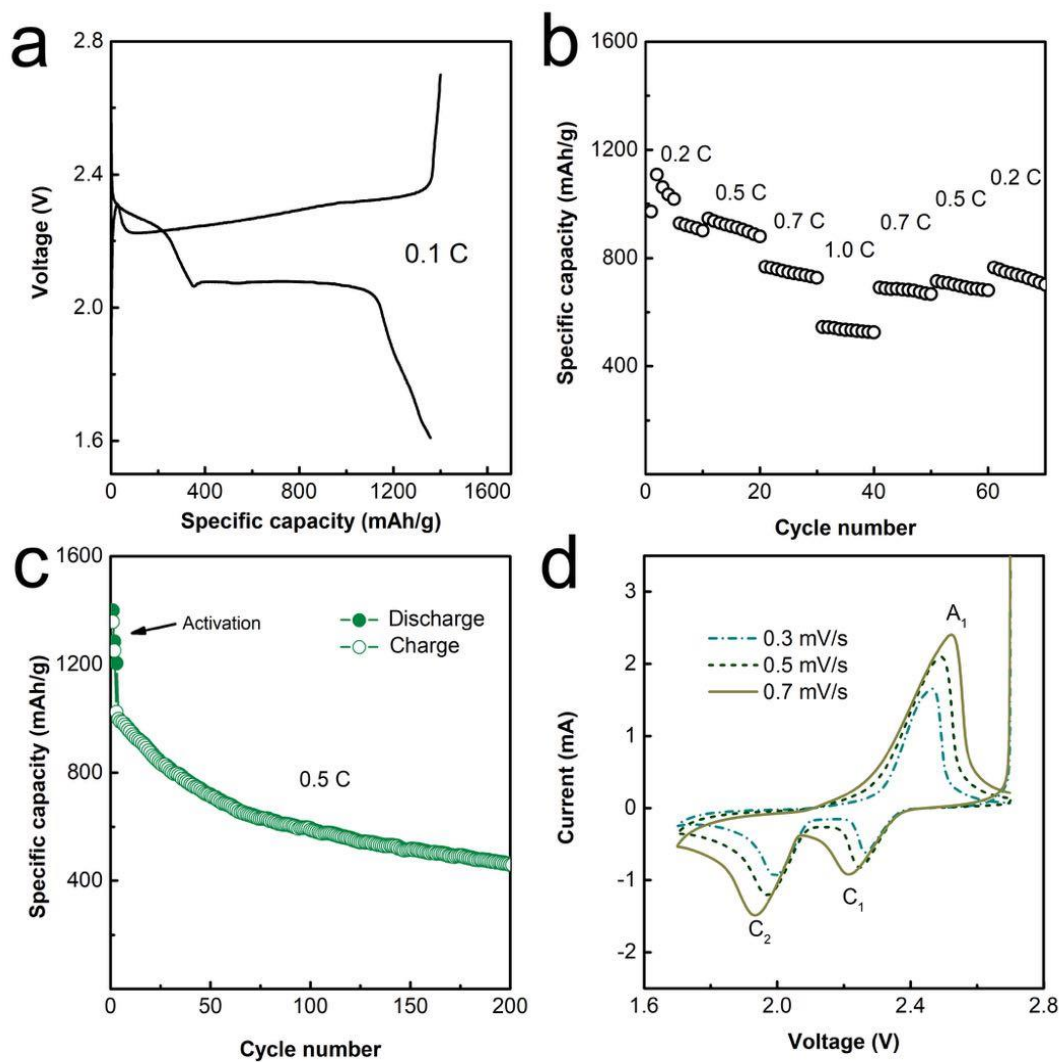 a
2.8
2.4
2.0
1.6
Voltage (V)
0.1 C
0
400
800
1200
1600
Specific capacity (mAh/g)
b
1600
1200
800
400
Specific capacity (mAh/g)
0.2 C
0.5 C
0.7 C
1.0 C
0.7 C
0.5 C
0.2 C
0
20
40
60
Cycle number
c
1600
1200
800
400
Specific capacity (mAh/g)
Activation
Discharge
Charge
0.5 C
0
50
100
150
200
Cycle number
d
3
2
1
0
-1
-2
Current (mA)
0.3 mV/s
0.5 mV/s
0.7 mV/s
A1
C1
C2
1.6
2.0
2.4
2.8
Voltage (V)